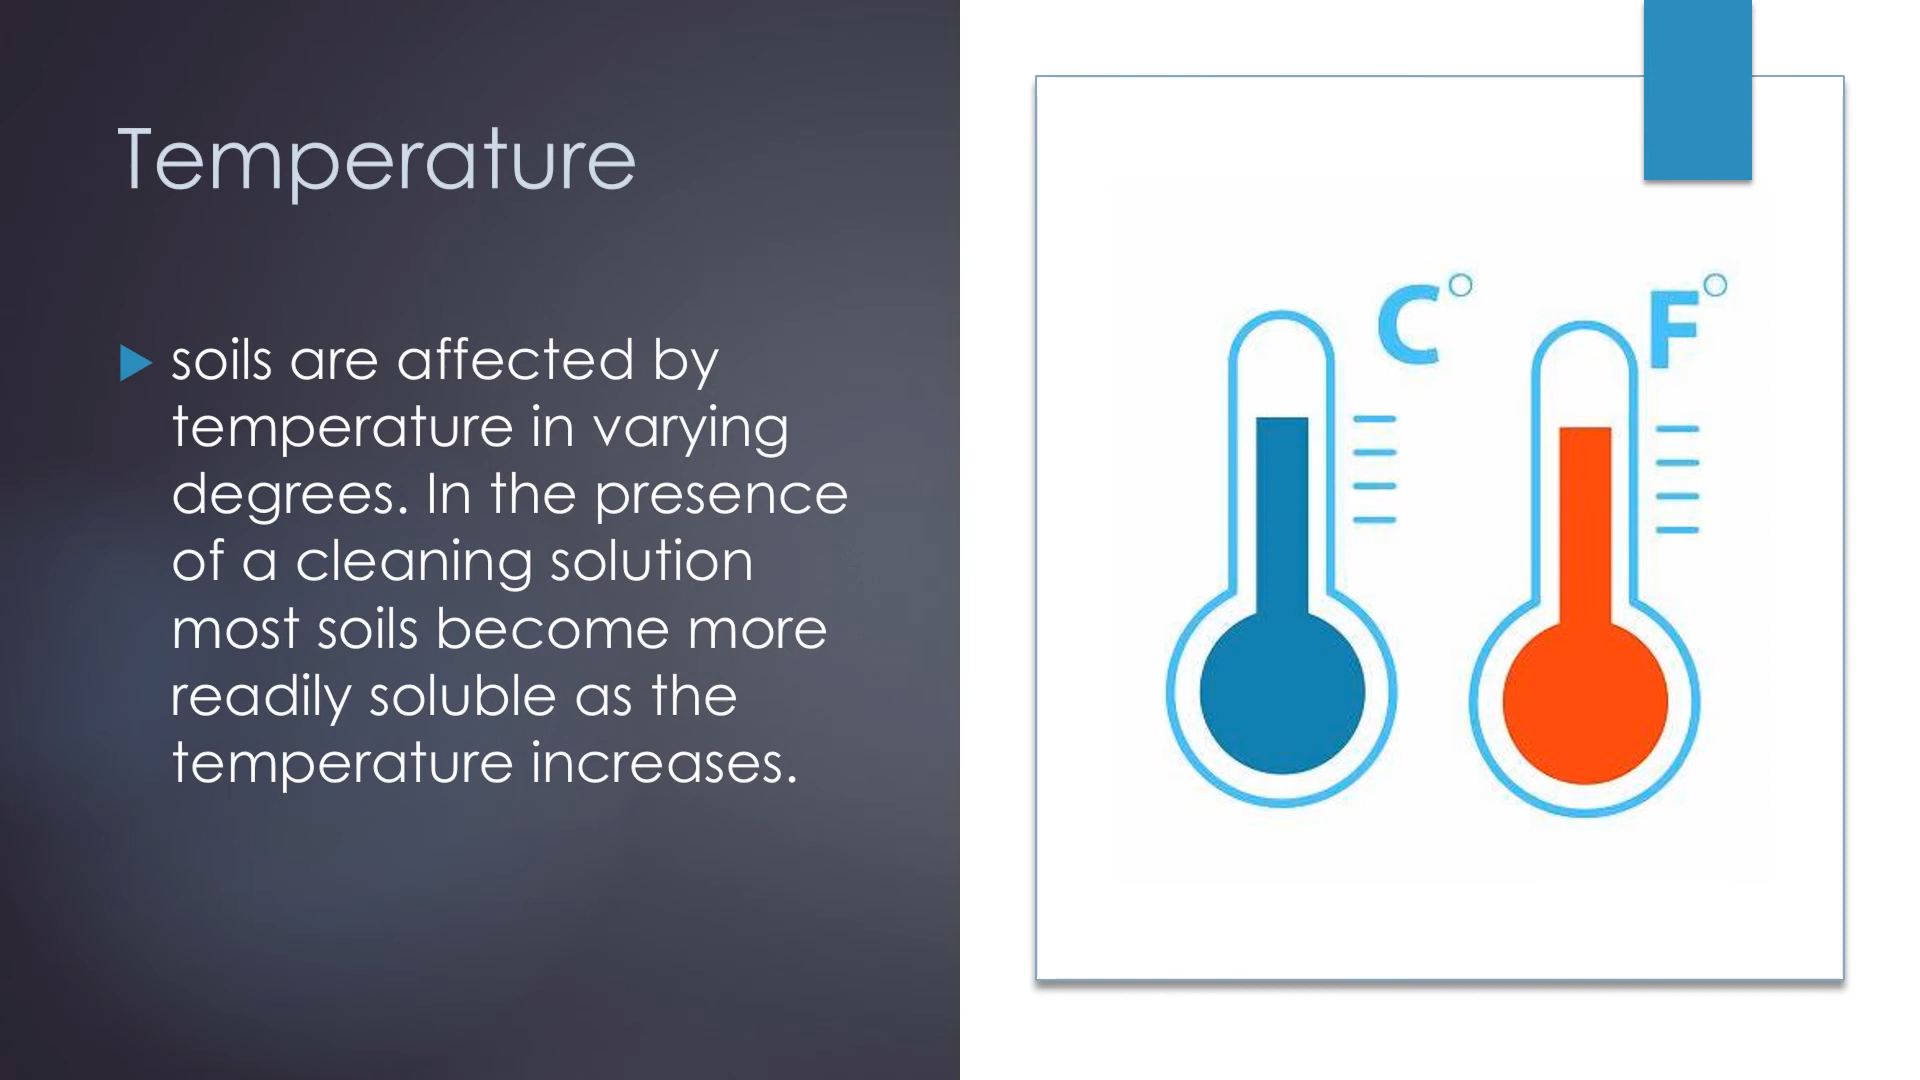 Temperature
soils are affected by
temperature in varying
degrees. In the presence
of a cleaning solution
most soils become more
readily soluble as the
temperature increases.
C°
F°